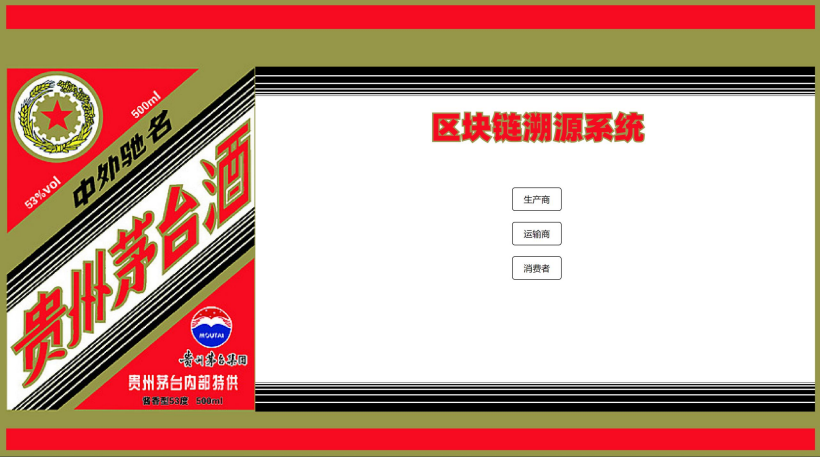 500ml
53%vol
中外驰名
贵州茅台酒
MOUTAI
贵州茅台集团
贵州茅台内部特供
酱香型53度 500ml
区块链溯源系统
生产商
运输商
消费者